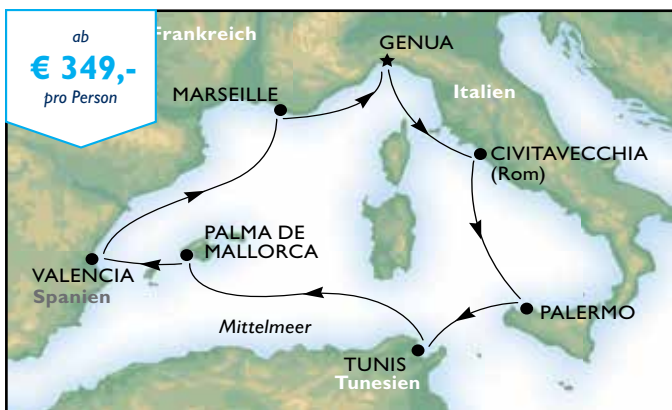 ab
€ 349,-
pro Person
Frankreich
GENUA
MARSEILLE
Italien
CIVITAVECCHIA
(Rom)
PALMA DE
MALLORCA
VALENCIA
Spanien
PALERMO
Mittelmeer
TUNIS
Tunesien